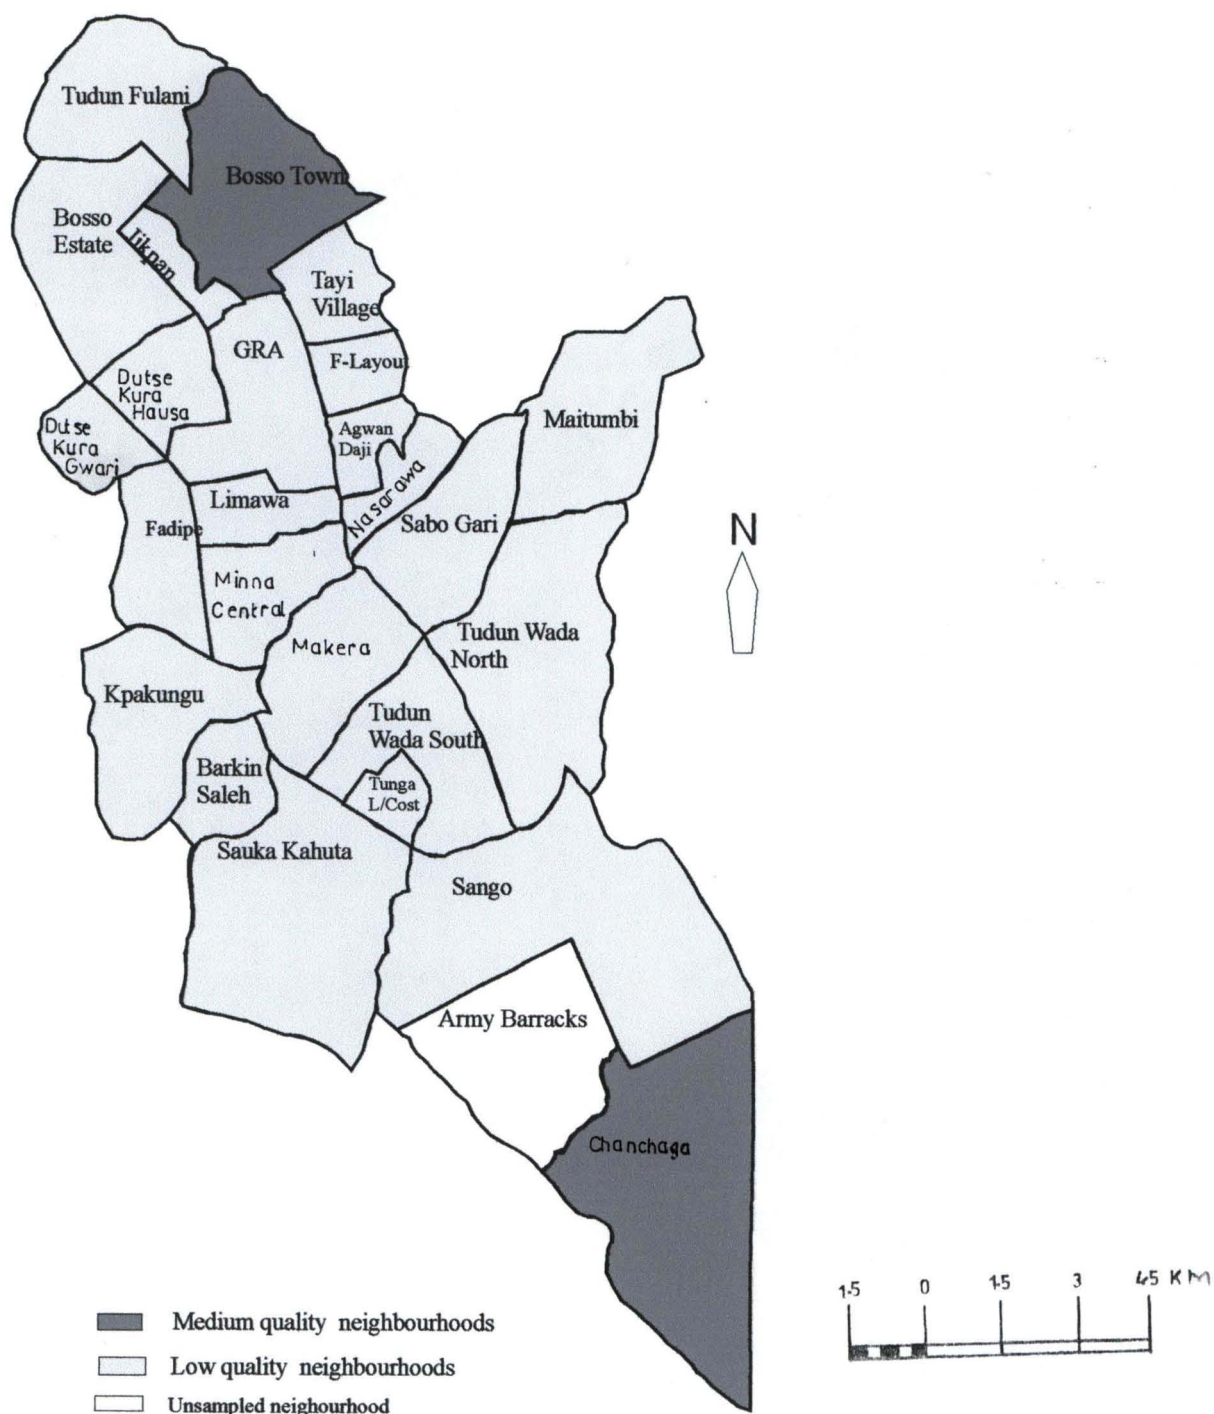 Tudun Fulani
Bosso Town
Bosso
Estate
Jikpan
Tayi
Village
GRA
F-Layout
Dutse
Kura
Hausa
Maitumbi
Dutse
Kura
Gwari
Agwan
Daji
Nasarawa
Limawa
Sabo Gari
Fadipe
N
Minna
Central
Makera
Tudun Wada
North
Kpakungu
Tudun
Wada South
Barkin
Saleh
Tunga
L/Cost
Sauka Kahuta
Sango
Army Barracks
Chanchaga
1.5 0 1.5 3 4.5 KM
Medium quality neighbourhoods
Low quality neighbourhoods
Unsampled neighourhood